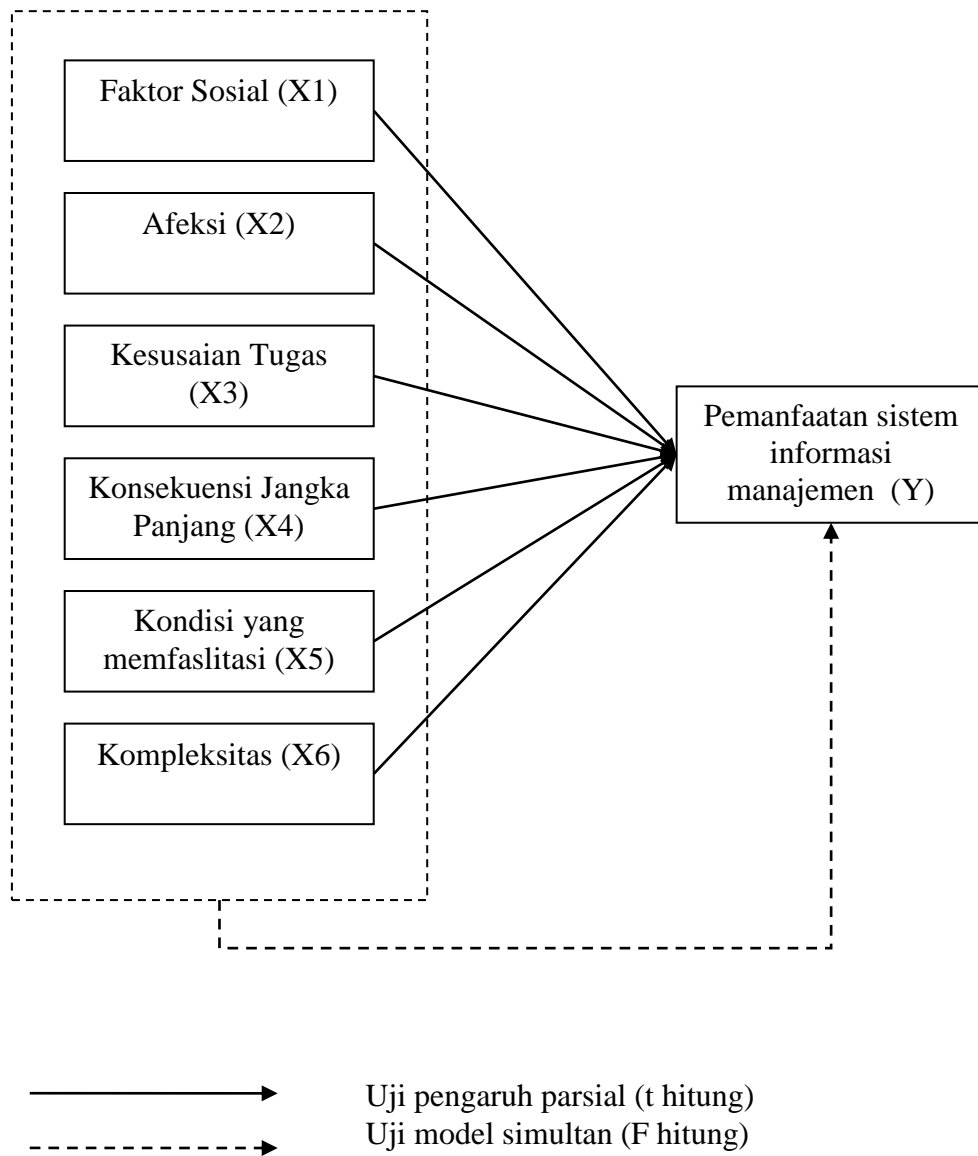 Faktor Sosial (X1)
Afeksi (X2)
Kesusaian Tugas
(X3)
Konsekuensi Jangka
Panjang (X4)
Kondisi yang
memfaslitasi (X5)
Kompleksitas (X6)
Pemanfaatan sistem
informasi
manajemen (Y)
Uji pengaruh parsial (t hitung)
Uji model simultan (F hitung)